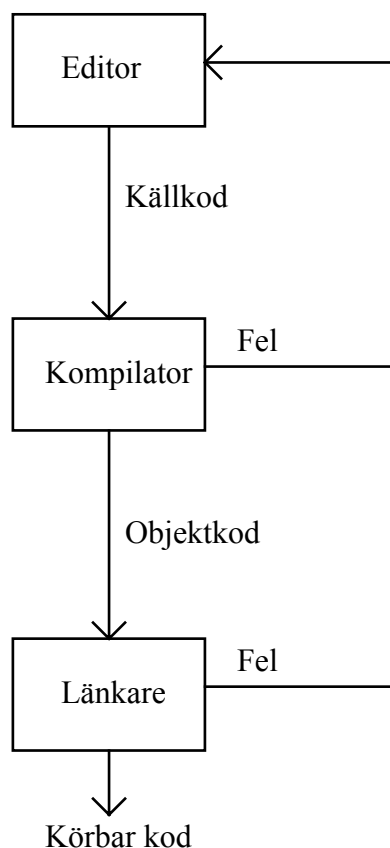 Editor
Källkod
Fel
Kompilator
Objektkod
Fel
Länkare
Körbar kod